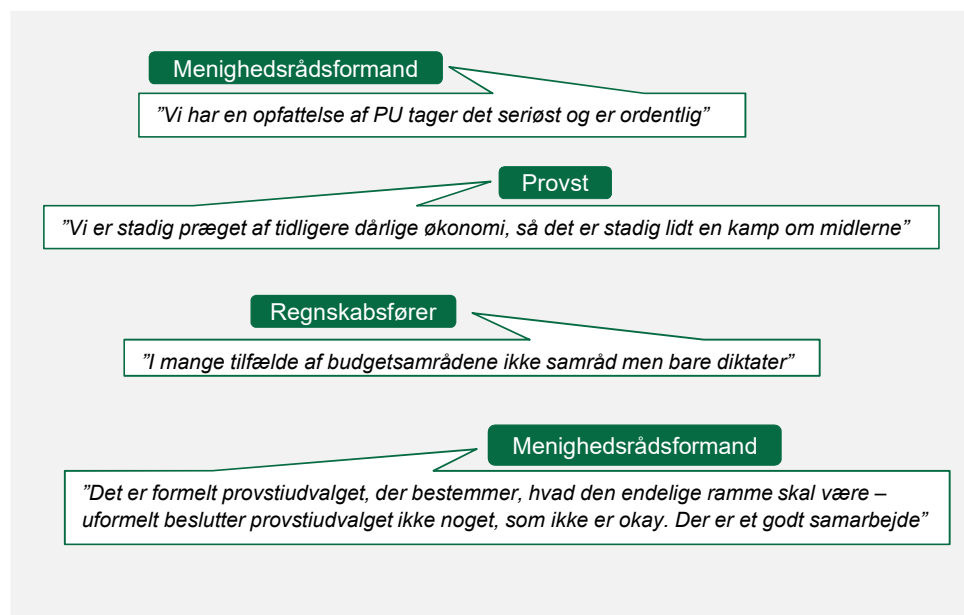 Menighedsrådsformand
”Vi har en opfattelse af PU tager det seriøst og er ordentlig”
Provst
”Vi er stadig præget af tidligere dårlige økonomi, så det er stadig lidt en kamp om midlerne”
Regnskabsfører
”I mange tilfælde af budgetsamrådene ikke samråd men bare diktater”
Menighedsrådsformand
”Det er formelt provstiudvalget, der bestemmer, hvad den endelige ramme skal være –
uformelt beslutter provstiudvalget ikke noget, som ikke er okay. Der er et godt samarbejde”